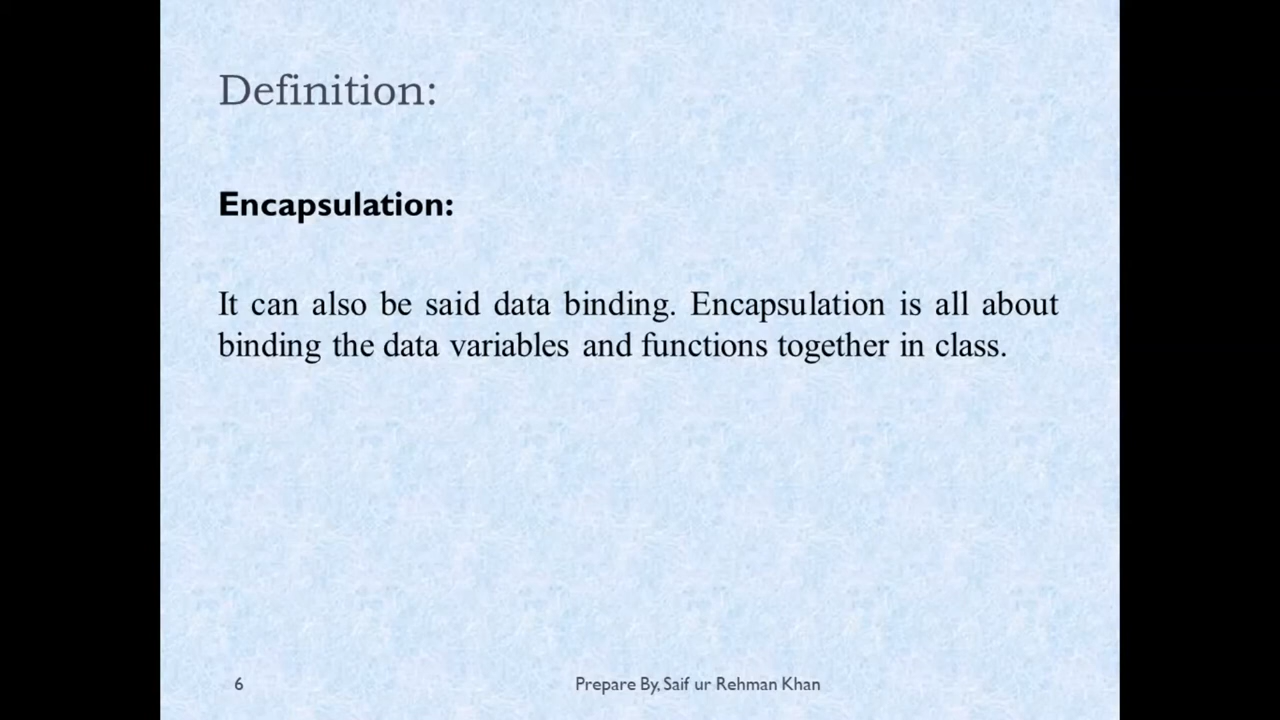 Definition:
Encapsulation:
It can also be said data binding. Encapsulation is all about
binding the data variables and functions together in class.
6
Prepare By, Saif ur Rehman Khan